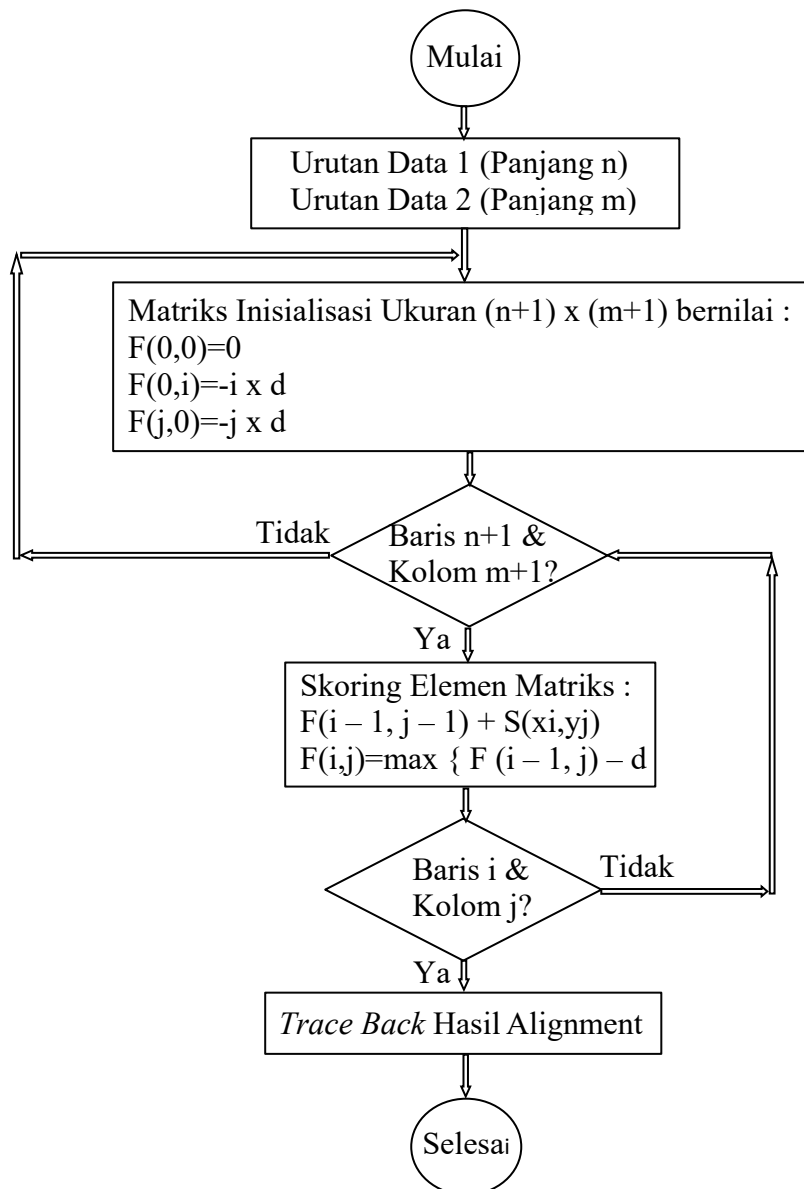 Mulai
Urutan Data 1 (Panjang n)
Urutan Data 2 (Panjang m)
Matriks Inisialisasi Ukuran (n+1) x (m+1) bernilai :
F(0,0)=0
F(0,i)=-i x d
F(j,0)=-j x d
Tidak
Baris n+1 &
Kolom m+1?
Ya
Skoring Elemen Matriks :
F(i – 1, j – 1) + S(xi,yj)
F(i,j)=max { F (i – 1, j) – d
Baris i &
Kolom j?
Tidak
Ya
Trace Back Hasil Alignment
Selesai